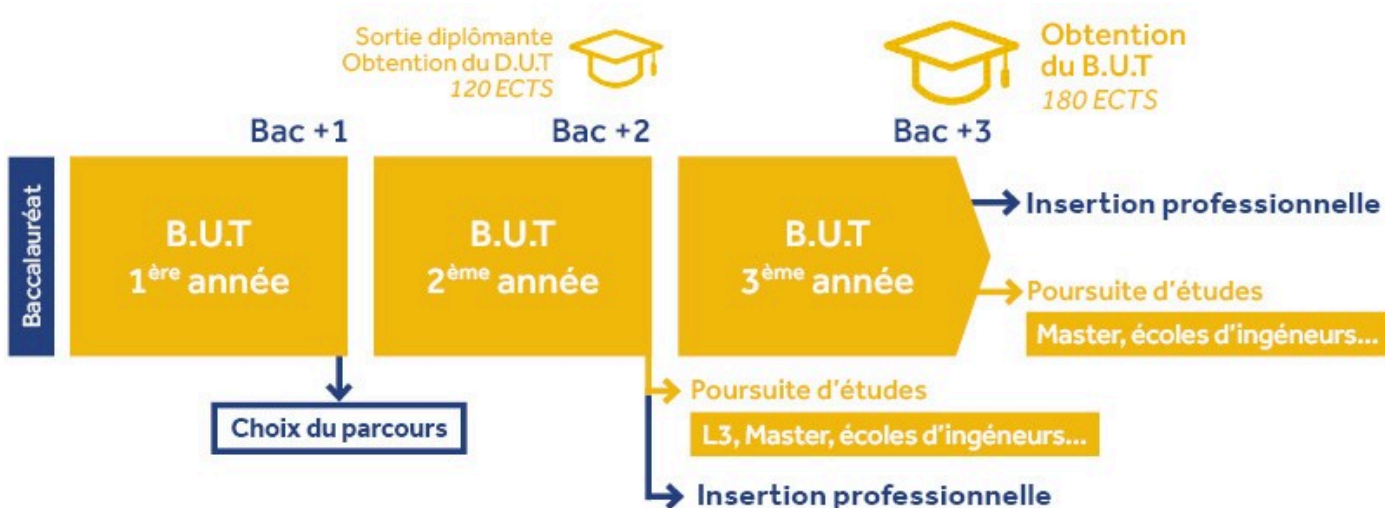 Sortie diplômante
Obtention du D.U.T
120 ECTS
Obtention
du B.U.T
180 ECTS
Bac +1
Bac +2
Bac +3
Baccalauréat
B.U.T
1ère année
B.U.T
2ème année
B.U.T
3ème année
Insertion professionnelle
Poursuite d'études
Master, écoles d'ingéneurs...
Choix du parcours
Poursuite d'études
L3, Master, écoles d'ingéneurs...
Insertion professionnelle